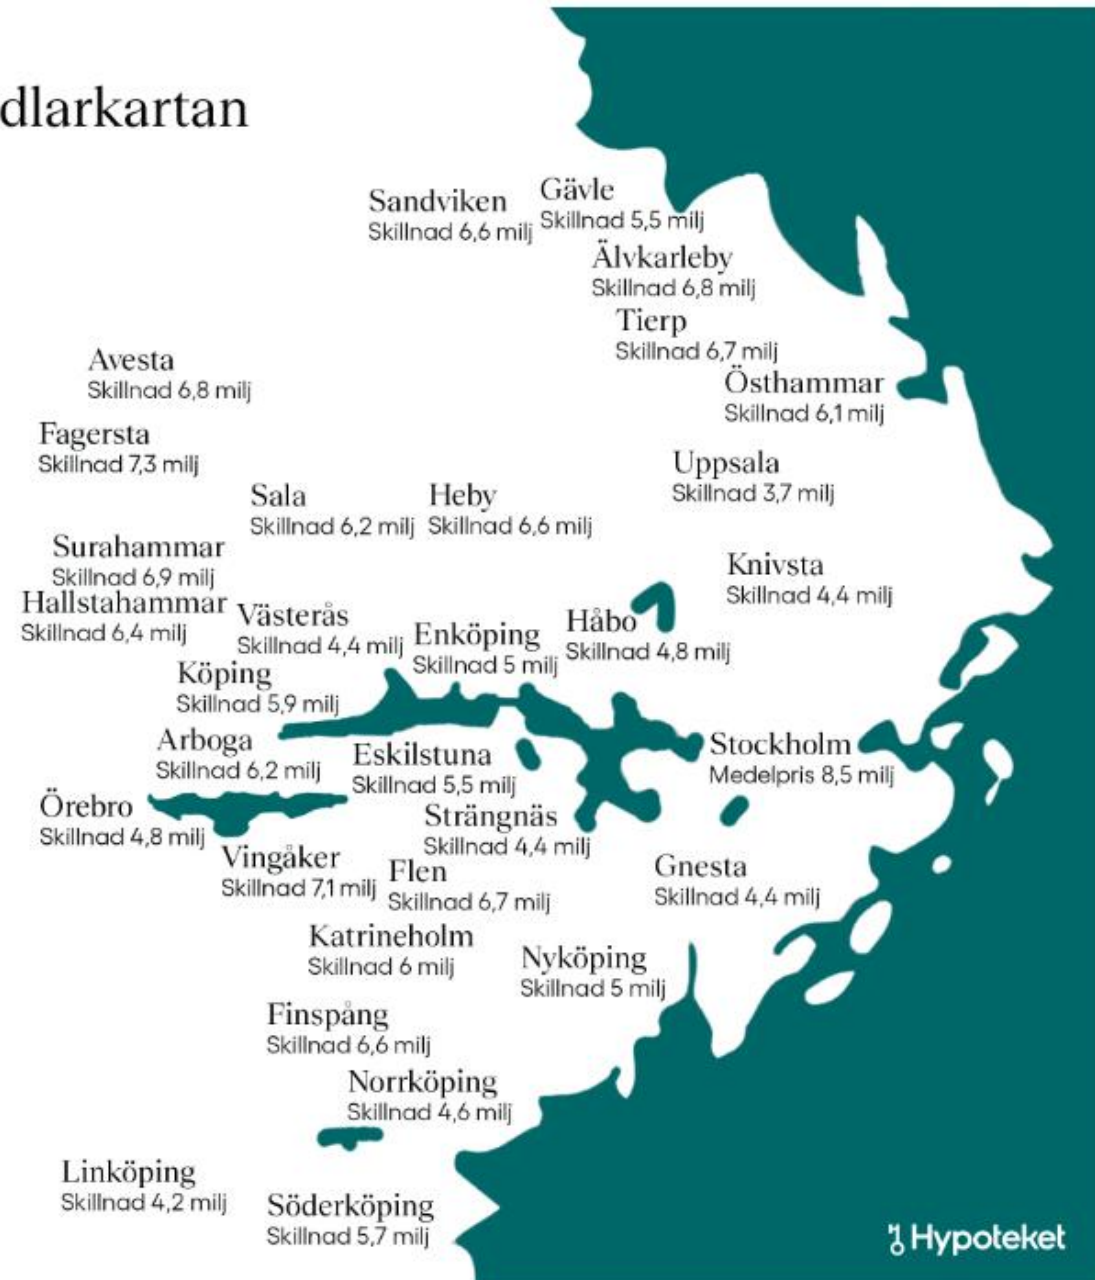 dlarkartan
Sandviken
Skillnad 6,6 milj
Gävle
Skillnad 5,5 milj
Älvkarleby
Skillnad 6,8 milj
Tierp
Skillnad 6,7 milj
Avesta
Skillnad 6,8 milj
Östhammar
Skillnad 6,1 milj
Fagersta
Skillnad 7,3 milj
Uppsala
Skillnad 3,7 milj
Sala
Skillnad 6,2 milj
Heby
Skillnad 6,6 milj
Surahammar
Skillnad 6,9 milj
Knivsta
Skillnad 4,4 milj
Hallstahammar
Skillnad 6,4 milj
Västerås
Skillnad 4,4 milj
Enköping
Skillnad 5 milj
Håbo
Skillnad 4,8 milj
Köping
Skillnad 5,9 milj
Arboga
Skillnad 6,2 milj
Eskilstuna
Skillnad 5,5 milj
Stockholm
Medelpris 8,5 milj
Örebro
Skillnad 4,8 milj
Strängnäs
Skillnad 4,4 milj
Vingåker
Skillnad 7,1 milj
Flen
Skillnad 6,7 milj
Gnesta
Skillnad 4,4 milj
Katrineholm
Skillnad 6 milj
Nyköping
Skillnad 5 milj
Finspång
Skillnad 6,6 milj
Norrköping
Skillnad 4,6 milj
Linköping
Skillnad 4,2 milj
Söderköping
Skillnad 5,7 milj
Hypoteket